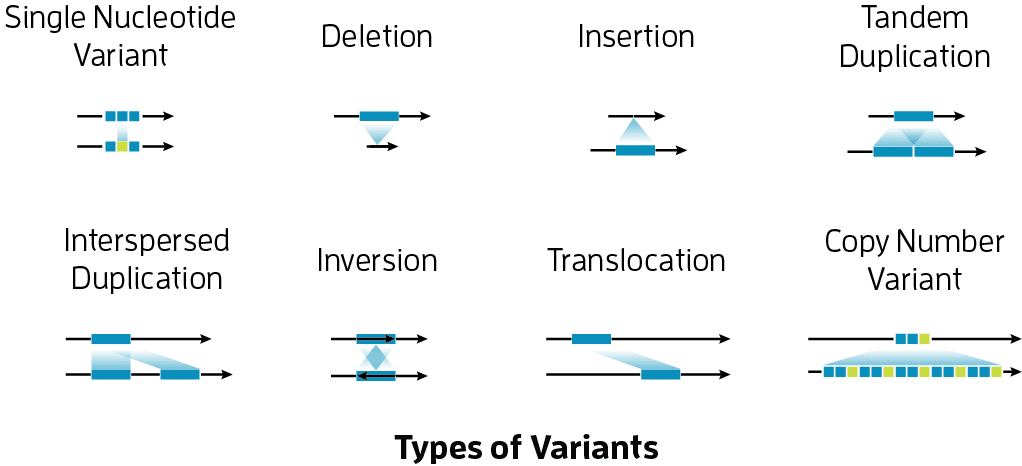 Single Nucleotide
Variant
Deletion
Insertion
Tandem
Duplication
Interspersed
Duplication
Inversion
Translocation
Copy Number
Variant
Types of Variants